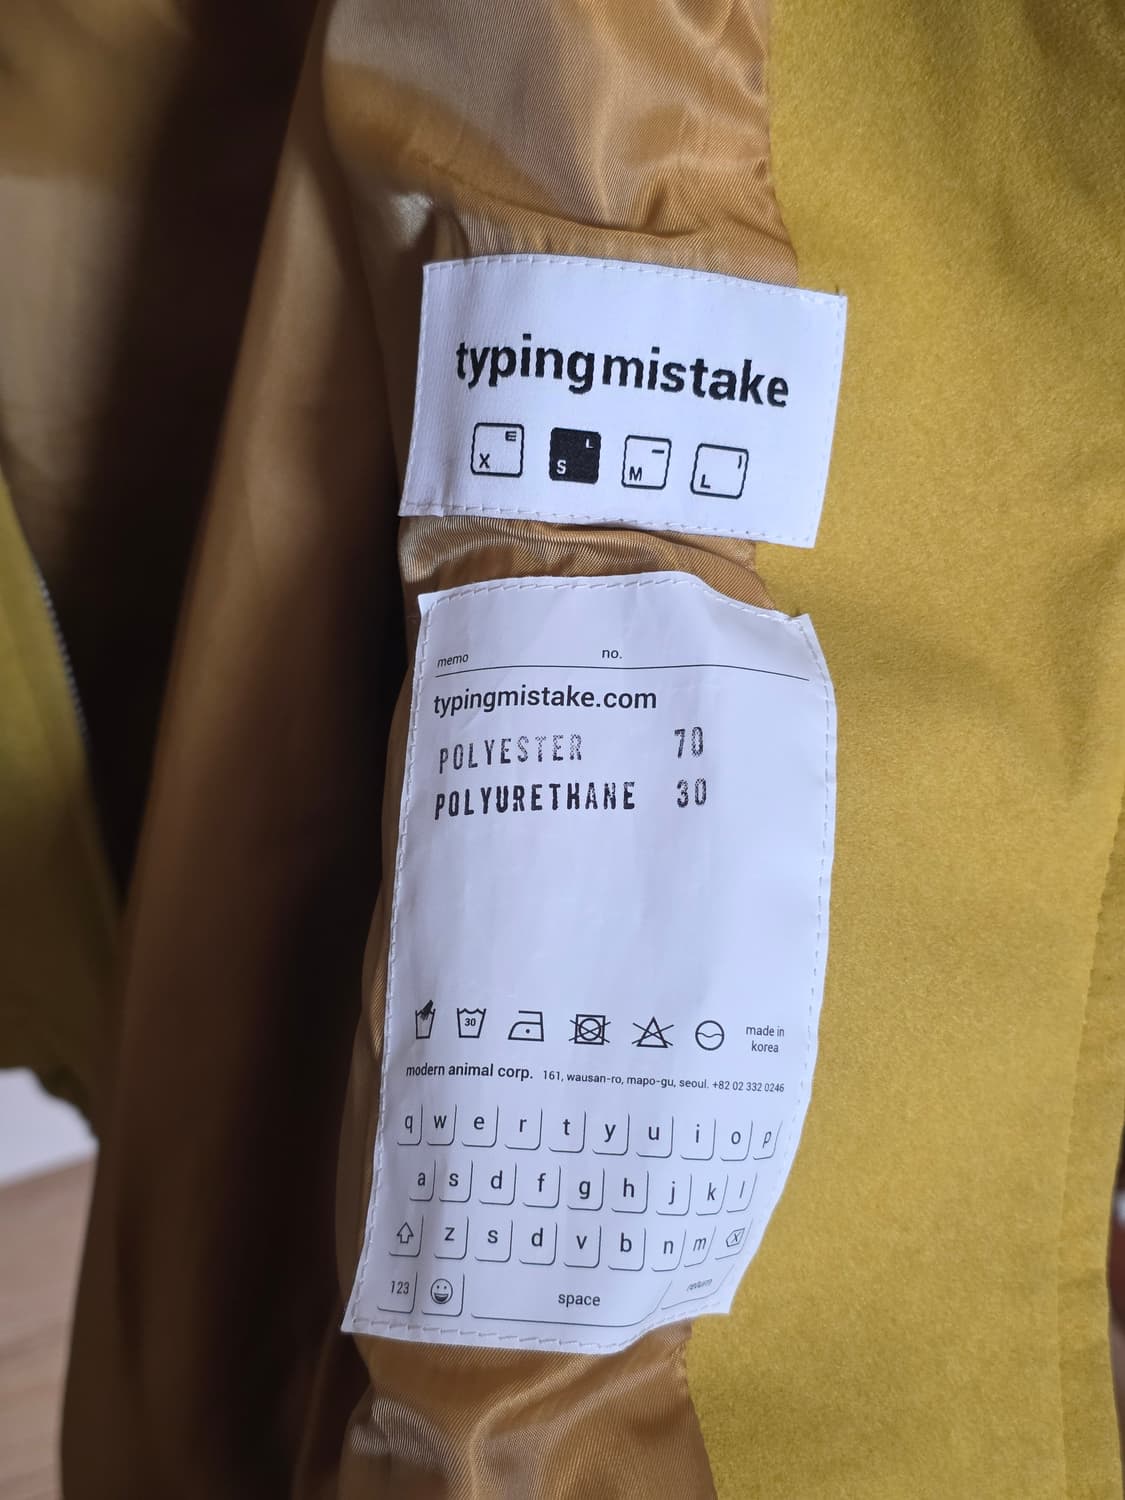 typingmistake
X E S L M - L I
memo no.
typingmistake.com
POLYESTER 70
POLYURETHANE 30
30
made in
korea
modern animal corp. 161, wausan-ro, mapo-gu, seoul. +82 02 332 0246
q w e r t y u i o p
a s d f g h j k l
z s d v b n m x
123 space return